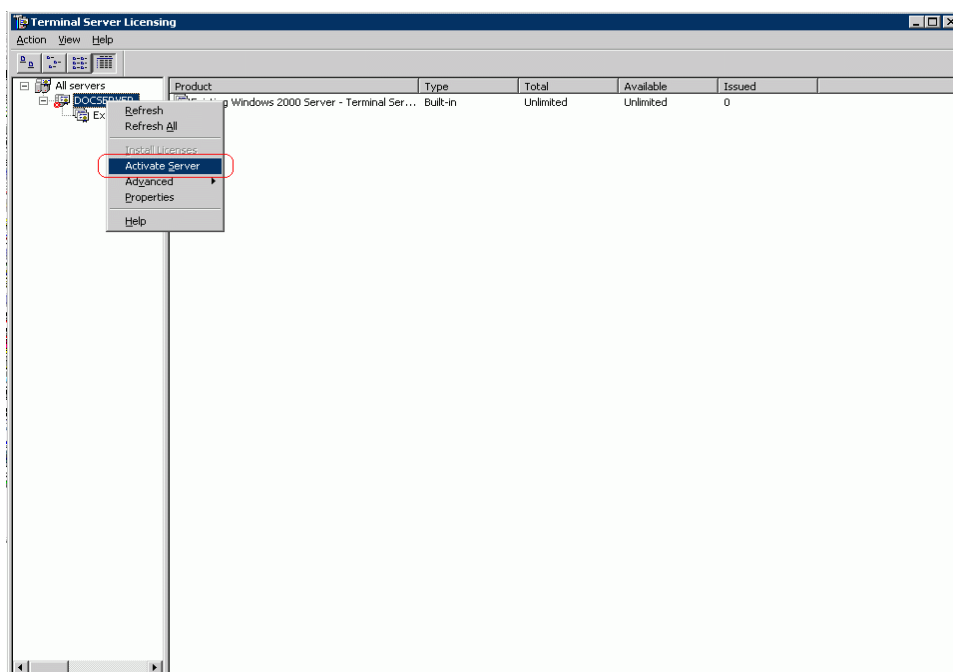 Terminal Server Licensing
Action View Help
All servers
DOCSERVER
Ex
Product Type Total Available Issued
Existing Windows 2000 Server - Terminal Ser... Built-in Unlimited Unlimited 0
Refresh
Refresh All
Install Licenses
Activate Server
Advanced
Properties
Help